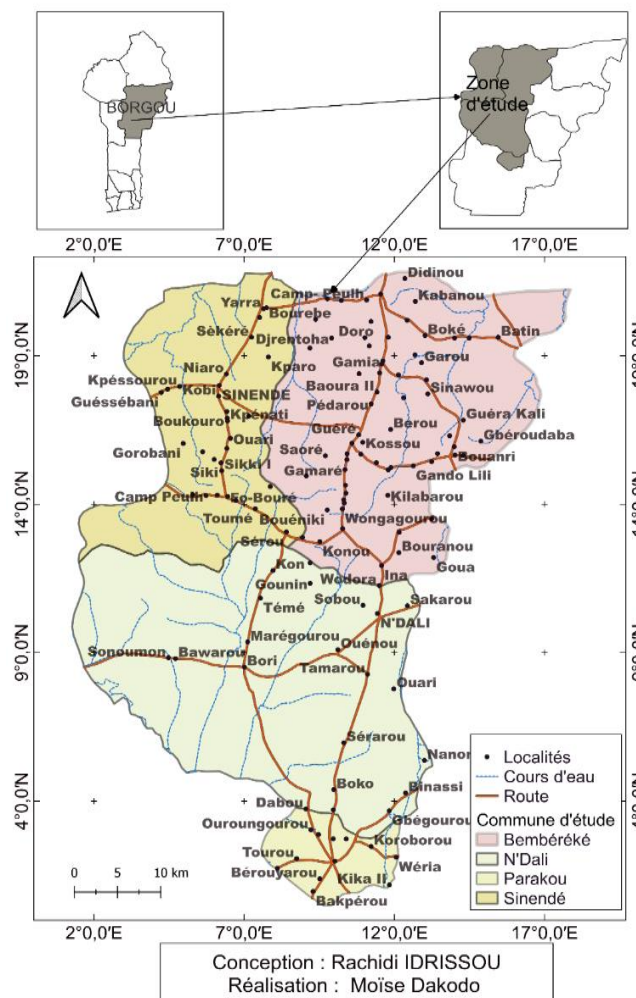 BORGOU
Zone
d'étude
2°0,0'E 7°0,0'E 12°0,0'E 17°0,0'E
Didinou
Yarra Camp- Peulh Kabanou
Bourebe
Sèkéré Djrentoha Doro Boké Batin
19°0,0'N
Niaro Kparo Gamia Garou
Kpéssourou Kobi Baoura II Sinawou
Guéssébani SINENDÉ Pédarou
Boukouro Kpénati Guéré Bérou Guéra Kali
Ouari Kossou Gbéroudaba
Gorobani Saoré Bouanri
Siki Sikki I Gamaré Gando Lili
Camp Peulh Fo-Bouré Kilabarou
14°0,0'N
Toumé Bouéniki Wongagourou
Sérou Konou Bouranou
Kon Wodora Ina Goua
Gounin
Témé Sobou Sakarou
N'DALI
Marégourou Ouénou
Sonoumon Bawarou Bori Tamarou
9°0,0'N
Ouari
Sérarou Nanon
Boko Binassi
4°0,0'N
Dabou Gbégourou
Ouroungourou Koroborou
Tourou Wéria
Bérouyarou Kika II
Bakpérou
0 5 10 km
Localités
Cours d'eau
Route
Commune d'étude
Bembéréké
N'Dali
Parakou
Sinendé
2°0,0'E 7°0,0'E 12°0,0'E 17°0,0'E
Conception : Rachidi IDRISSOU
Réalisation : Moïse Dakodo